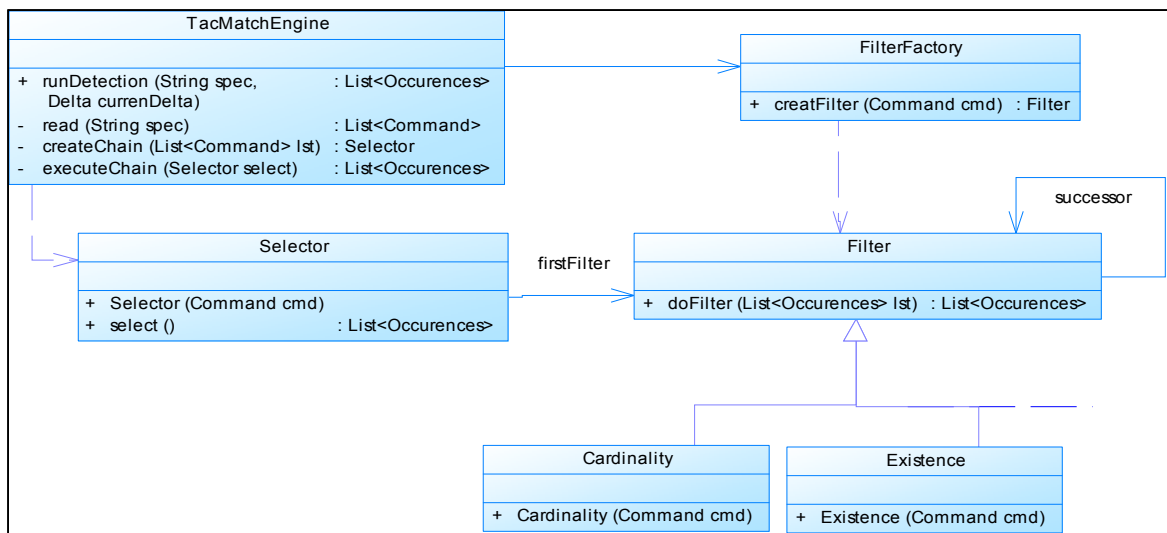 TacMatchEngine
+ runDetection (String spec, : List<Occurences>
Delta currenDelta)
- read (String spec) : List<Command>
- createChain (List<Command> lst) : Selector
- executeChain (Selector select) : List<Occurences>
FilterFactory
+ creatFilter (Command cmd) : Filter
successor
Selector
+ Selector (Command cmd)
+ select () : List<Occurences>
firstFilter
Filter
+ doFilter (List<Occurences> lst) : List<Occurences>
Cardinality
+ Cardinality (Command cmd)
Existence
+ Existence (Command cmd)